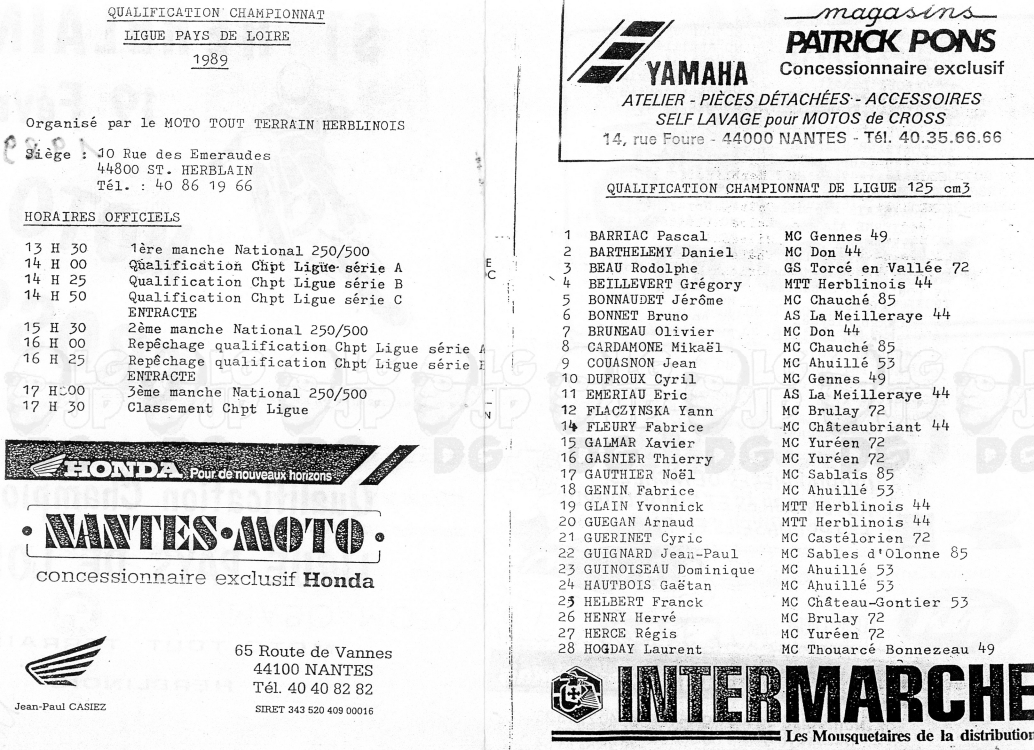 QUALIFICATION CHAMPIONNAT
LIGUE PAYS DE LOIRE
1989
Organisé par le MOTO TOUT TERRAIN HERBLINOIS
Siège : 10 Rue des Emeraudes
44800 ST. HERBLAIN
Tél. : 40 86 19 66
HORAIRES OFFICIELS
13 H 30 1ère manche National 250/500
14 H 00 Qualification Chpt Ligue série A
14 H 25 Qualification Chpt Ligue série B
14 H 50 Qualification Chpt Ligue série C
ENTRACTE
15 H 30 2ème manche National 250/500
16 H 00 Repêchage qualification Chpt Ligue série A
16 H 25 Repêchage qualification Chpt Ligue série B
ENTRACTE
17 H 00 3ème manche National 250/500
17 H 30 Classement Chpt Ligue
HONDA Pour de nouveaux horizons
NANTES-MOTO
concessionnaire exclusif Honda
65 Route de Vannes
44100 NANTES
Tél. 40 40 82 82
Jean-Paul CASIEZ
SIRET 343 520 409 00016
magasins
PATRICK PONS
YAMAHA
Concessionnaire exclusif
ATELIER - PIÈCES DÉTACHÉES - ACCESSOIRES
SELF LAVAGE pour MOTOS de CROSS
14, rue Foure - 44000 NANTES - Tél. 40.35.66.66
QUALIFICATION CHAMPIONNAT DE LIGUE 125 cm3
1 BARRIAC Pascal MC Gennes 49
2 BARTHELEMY Daniel MC Don 44
3 BEAU Rodolphe GS Torcé en Vallée 72
4 BEILLEVERT Grégory MTT Herblinois 44
5 BONNAUDET Jérôme MC Chauché 85
6 BONNET Bruno AS La Meilleraye 44
7 BRUNEAU Olivier MC Don 44
8 CARDAMONE Mikaël MC Chauché 85
9 COUASNON Jean MC Ahuillé 53
10 DUFROUX Cyril MC Gennes 49
11 EMERIAU Eric AS La Meilleraye 44
12 FLACZYNSKA Yann MC Brulay 72
14 FLEURY Fabrice MC Châteaubriant 44
15 GALMAR Xavier MC Yuréen 72
16 GASNIER Thierry MC Yuréen 72
17 GAUTHIER Noël MC Sablais 85
18 GENIN Fabrice MC Ahuillé 53
19 GLAIN Yvonnick MTT Herblinois 44
20 GUEGAN Arnaud MTT Herblinois 44
21 GUERINET Cyric MC Castélorien 72
22 GUIGNARD Jean-Paul MC Sables d'Olonne 85
23 GUINOISEAU Dominique MC Ahuillé 53
24 HAUTBOIS Gaëtan MC Ahuillé 53
25 HELBERT Franck MC Château-Gontier 53
26 HENRY Hervé MC Brulay 72
27 HERCE Régis MC Yuréen 72
28 HOGDAY Laurent MC Thouarcé Bonnezeau 49
INTERMARCHE
Les Mousquetaires de la distribution